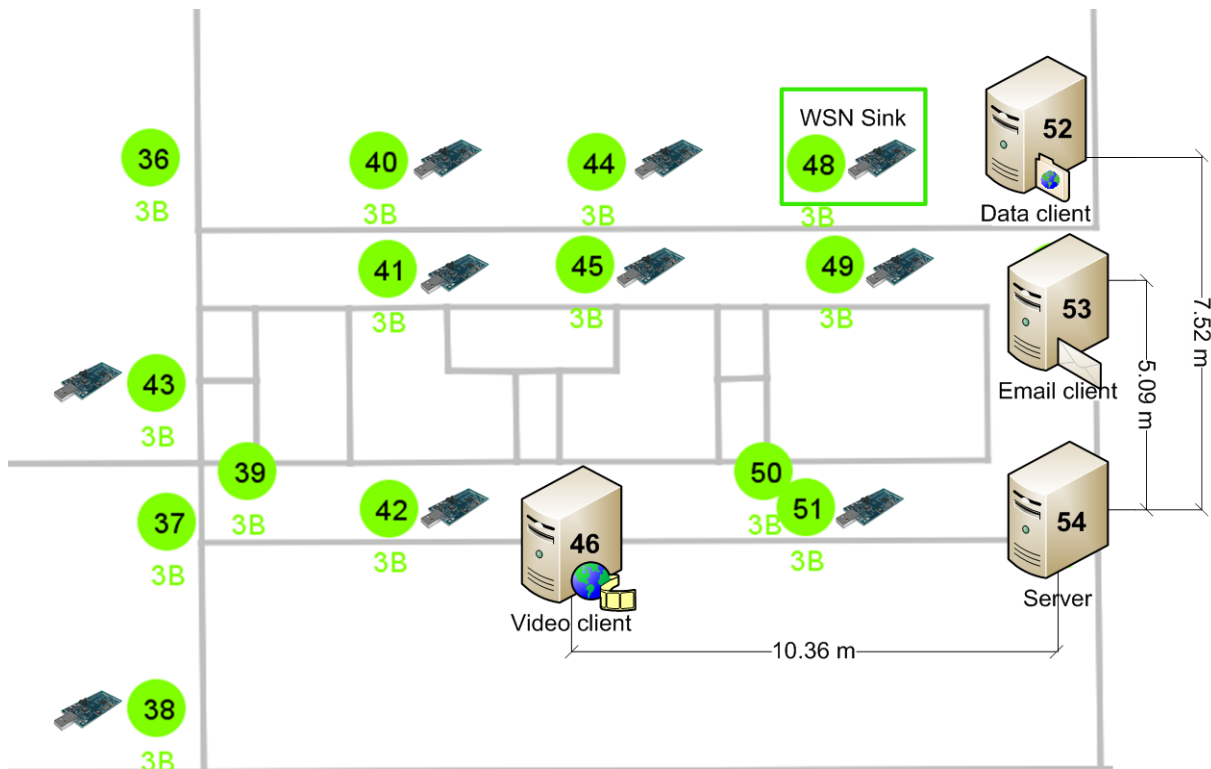 WSN Sink
36
40
44
48
52
3B
3B
3B
3B
Data client
41
45
49
53
3B
3B
3B
Email client
7.52 m
5.09 m
43
3B
39
50
37
42
46
51
54
3B
3B
3B
3B
3B
3B
Video client
Server
10.36 m
38
3B